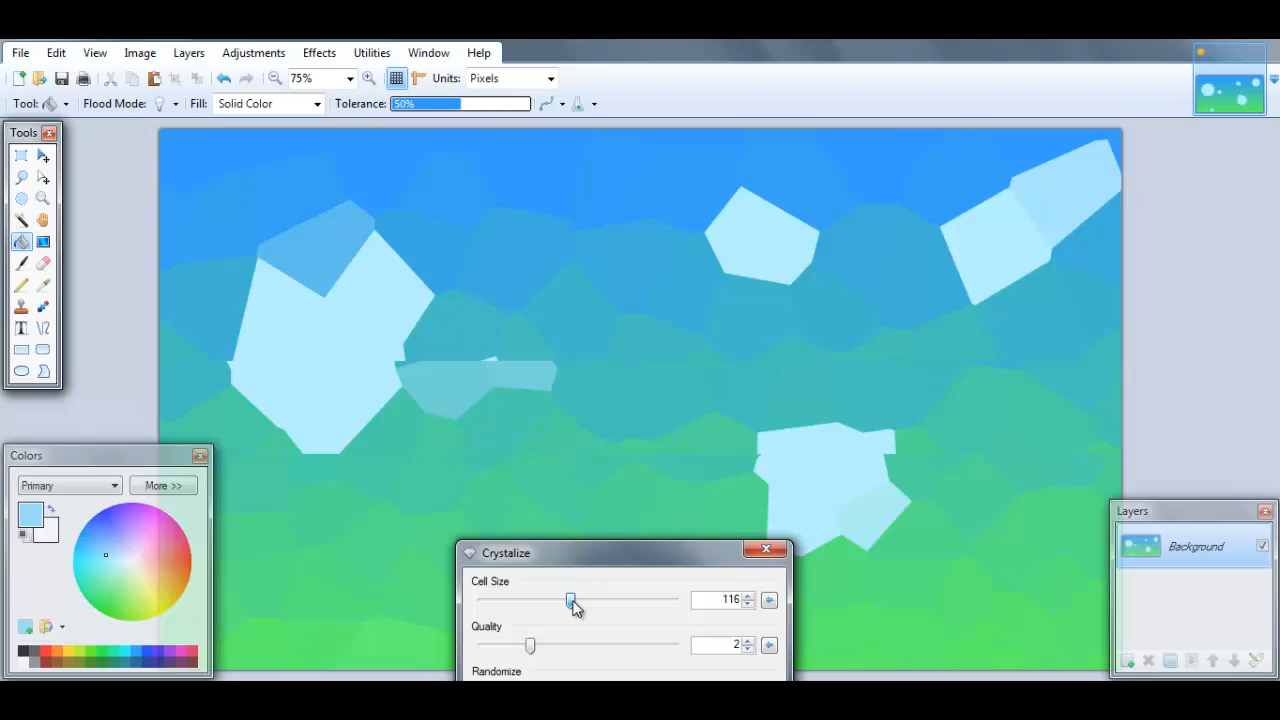 File Edit View Image Layers Adjustments Effects Utilities Window Help
75% Units: Pixels
Tool: Flood Mode: Fill: Solid Color Tolerance: 50%
Tools
Colors
Primary More >>
Crystalize
Cell Size
116
Quality
2
Randomize
Layers
Background